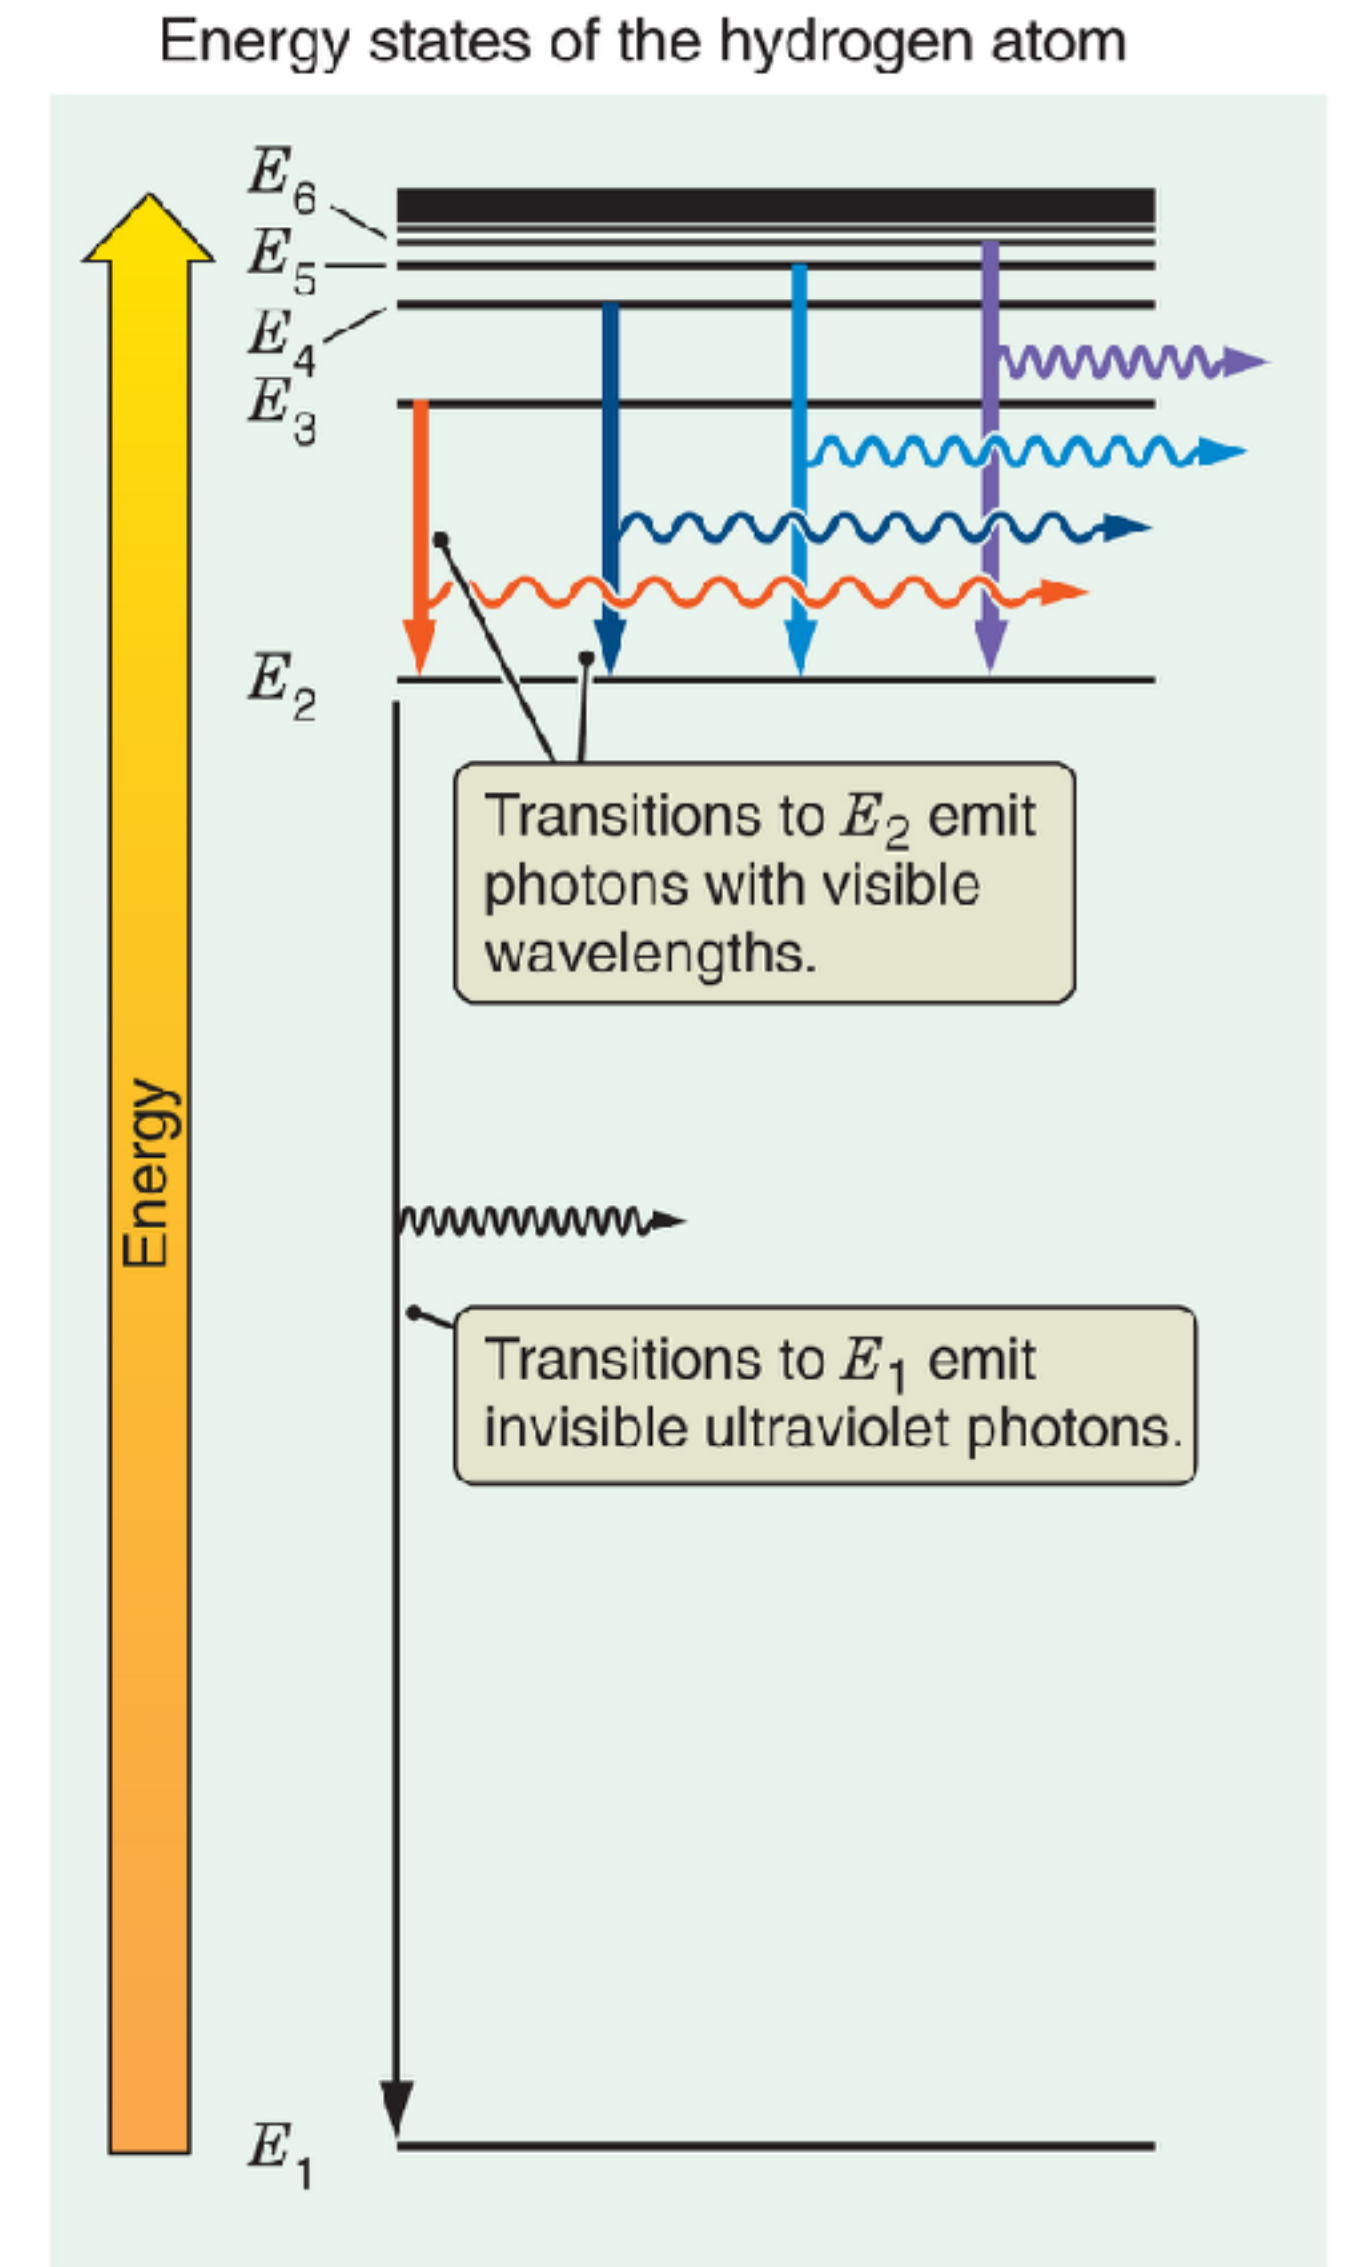 Energy states of the hydrogen atom
E6
E5
E4
E3
E2
Transitions to E2 emit
photons with visible
wavelengths.
Energy
Transitions to E1 emit
invisible ultraviolet photons.
E1